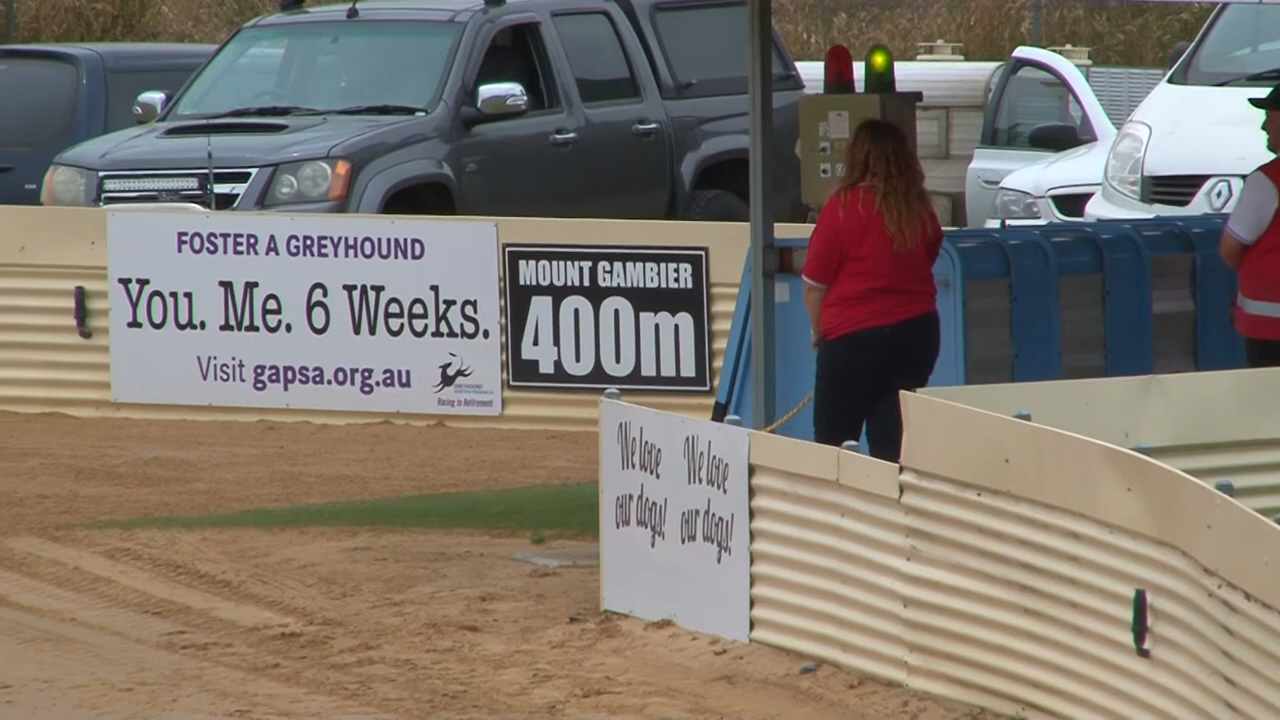 FOSTER A GREYHOUND
You. Me. 6 Weeks.
Visit gapsa.org.au
GREYHOUND
Racing to Retirement
MOUNT GAMBIER
400m
We love
our dogs!
We love
our dogs!